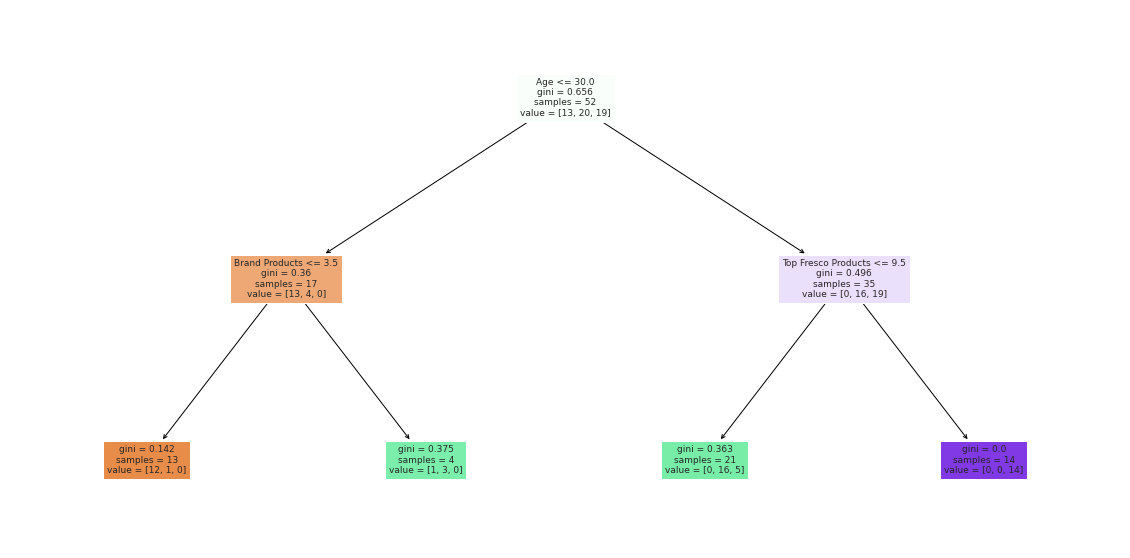 Age <= 30.0
gini = 0.656
samples = 52
value = [13, 20, 19]
Brand Products <= 3.5
gini = 0.36
samples = 17
value = [13, 4, 0]
Top Fresco Products <= 9.5
gini = 0.496
samples = 35
value = [0, 16, 19]
gini = 0.142
samples = 13
value = [12, 1, 0]
gini = 0.375
samples = 4
value = [1, 3, 0]
gini = 0.363
samples = 21
value = [0, 16, 5]
gini = 0.0
samples = 14
value = [0, 0, 14]